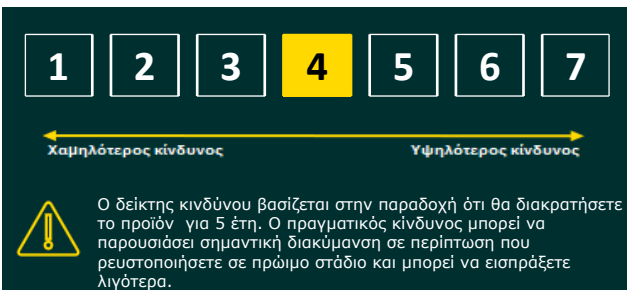 1 2 3 4 5 6 7
Χαμηλότερος κίνδυνος Υψηλότερος κίνδυνος
Ο δείκτης κινδύνου βασίζεται στην παραδοχή ότι θα διακρατήσετε
το προϊόν για 5 έτη. Ο πραγματικός κίνδυνος μπορεί να
παρουσιάσει σημαντική διακύμανση σε περίπτωση που
ρευστοποιήσετε σε πρώιμο στάδιο και μπορεί να εισπράξετε
λιγότερα.